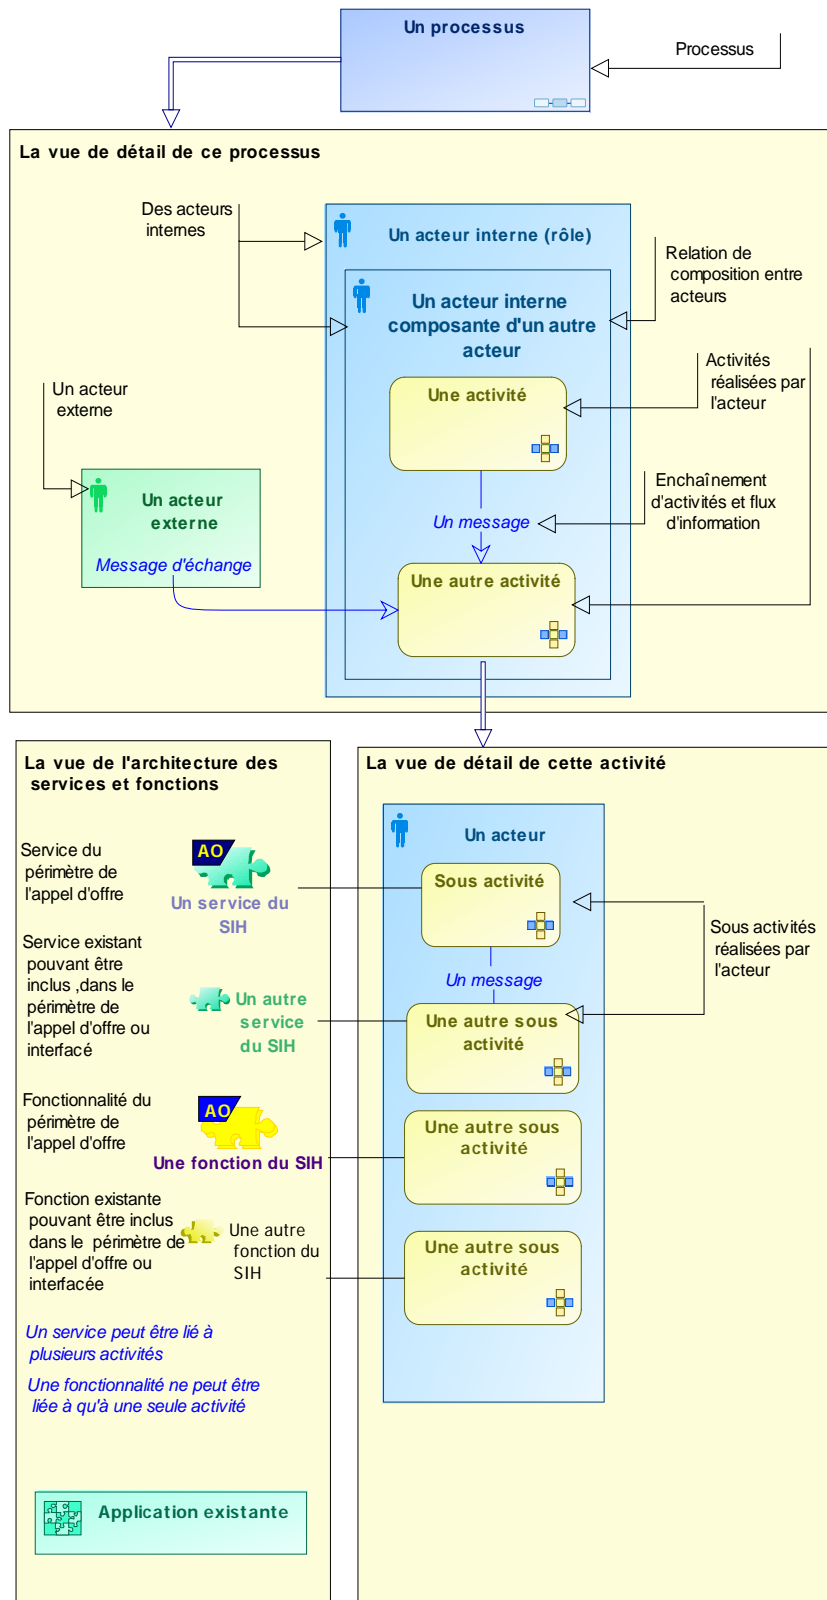 Un processus
Processus
La vue de détail de ce processus
Des acteurs
internes
Un acteur interne (rôle)
Relation de
composition entre
acteurs
Un acteur interne
composante d'un autre
acteur
Activités
réalisées par
l'acteur
Un acteur
externe
Une activité
Un acteur
externe
Message d'échange
Enchaînement
d'activités et flux
d'information
Un message
Une autre activité
La vue de l'architecture des
services et fonctions
Service du
périmètre de
l'appel d'offre
AO
Un service du
SIH
Service existant
pouvant être
inclus ,dans le
périmètre de
l'appel d'offre ou
interfacé
Un autre
service
du SIH
Fonctionnalité du
périmètre de
l'appel d'offre
AO
Une fonction du SIH
Fonction existante
pouvant être inclus
dans le périmètre de
l'appel d'offre ou
interfacée
Une autre
fonction du
SIH
Un service peut être lié à
plusieurs activités
Une fonctionnalité ne peut être
liée à qu'à une seule activité
Application existante
La vue de détail de cette activité
Un acteur
Sous activité
Un message
Sous activités
réalisées par
l'acteur
Une autre sous
activité
Une autre sous
activité
Une autre sous
activité